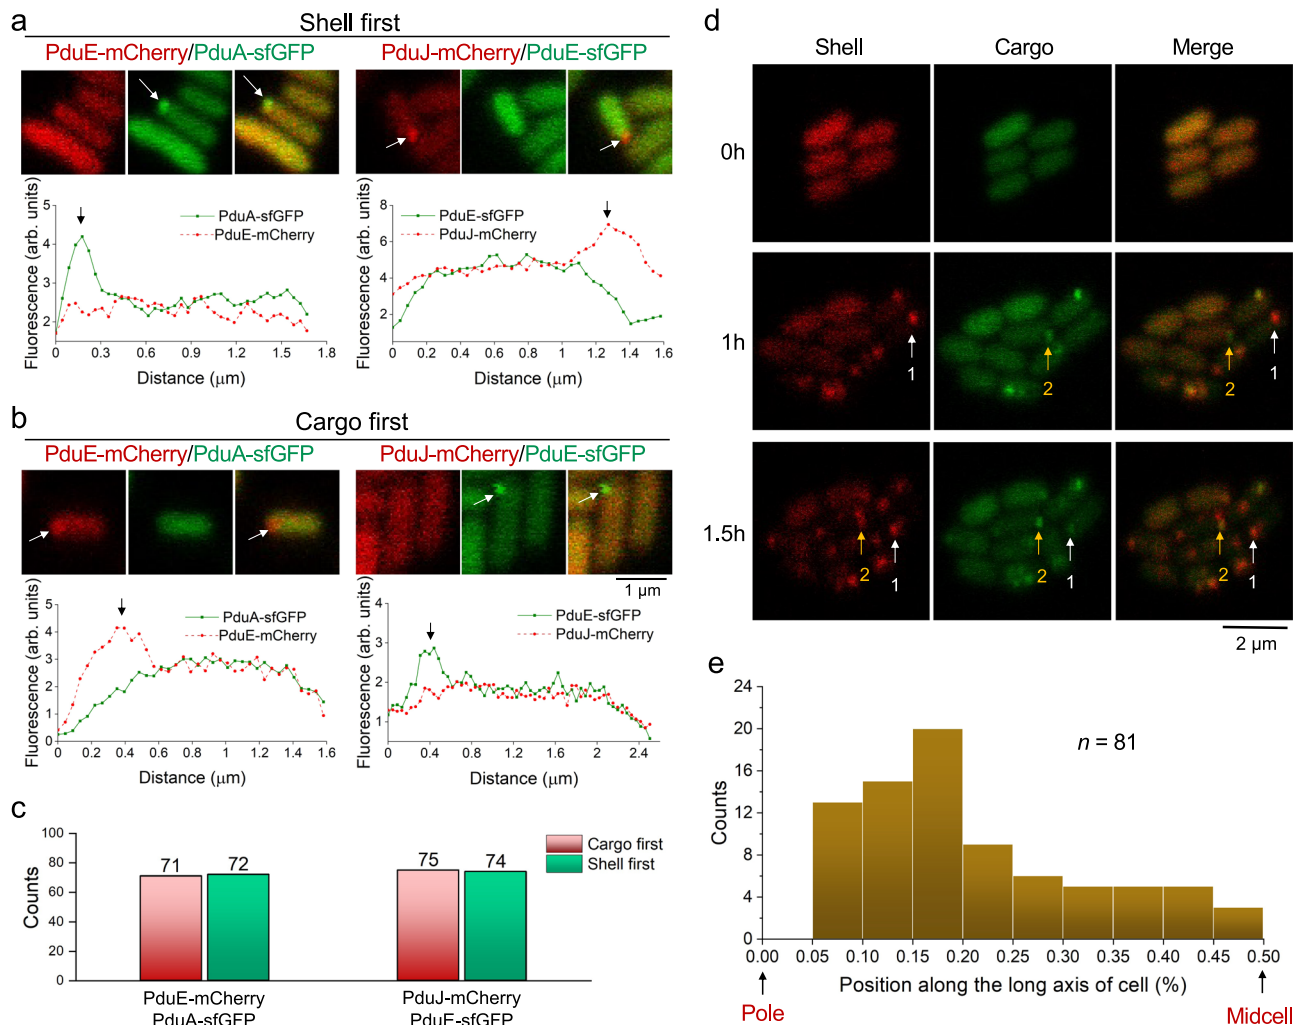 a
Shell first
PduE-mCherry/PduA-sfGFP
PduJ-mCherry/PduE-sfGFP
Fluorescence (arb. units)
5
4
3
2
PduA-sfGFP
PduE-mCherry
0 0.3 0.6 0.9 1.2 1.5 1.8
Distance (μm)
Fluorescence (arb. units)
8
6
4
2
0
PduE-sfGFP
PduJ-mCherry
0 0.2 0.4 0.6 0.8 1.0 1.2 1.4 1.6
Distance (μm)
b
Cargo first
PduE-mCherry/PduA-sfGFP
PduJ-mCherry/PduE-sfGFP
1 μm
Fluorescence (arb. units)
5
4
3
2
1
0
PduA-sfGFP
PduE-mCherry
0 0.2 0.4 0.6 0.8 1.0 1.2 1.4 1.6
Distance (μm)
Fluorescence (arb. units)
4
3
2
1
PduE-sfGFP
PduJ-mCherry
0 0.4 0.8 1.2 1.6 2 2.4
Distance (μm)
c
Counts
100
80
60
40
20
0
71 72 75 74
Cargo first
Shell first
PduE-mCherry
PduA-sfGFP
PduJ-mCherry
PduE-sfGFP
d
Shell Cargo Merge
0h
1h
1 2 2 1
1.5h
2 1 2 1 2 1
2 μm
e
Counts
24
20
16
12
8
4
0
n = 81
0.00 0.05 0.10 0.15 0.20 0.25 0.30 0.35 0.40 0.45 0.50
Position along the long axis of cell (%)
Pole
Midcell